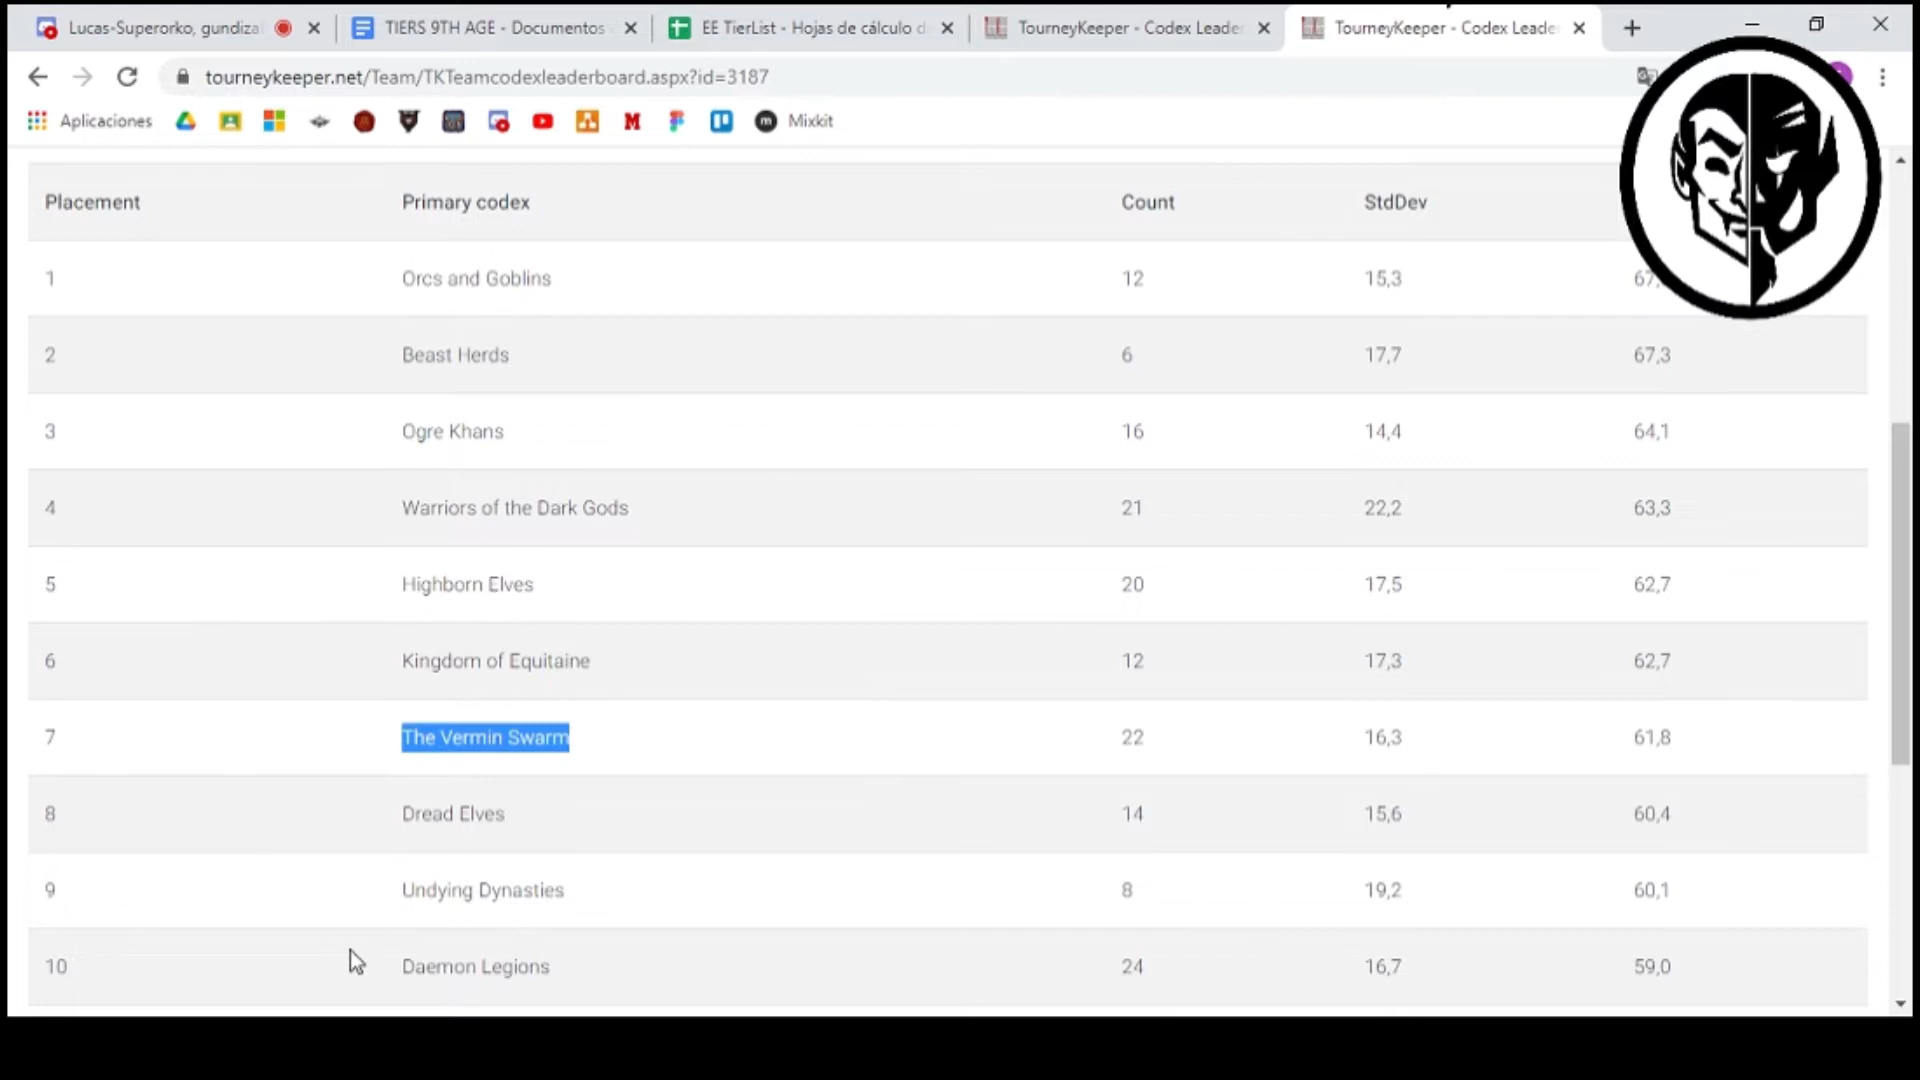 Lucas-Superorko, gundiza
TIERS 9TH AGE - Documentos
EE TierList - Hojas de cálculo d
TourneyKeeper - Codex Leader
TourneyKeeper - Codex Leade
tourneykeeper.net/Team/TKTeamcodexleaderboard.aspx?id=3187
Aplicaciones
Mixkit
Placement Primary codex Count StdDev
1 Orcs and Goblins 12 15,3 67,
2 Beast Herds 6 17,7 67,3
3 Ogre Khans 16 14,4 64,1
4 Warriors of the Dark Gods 21 22,2 63,3
5 Highborn Elves 20 17,5 62,7
6 Kingdom of Equitaine 12 17,3 62,7
7 The Vermin Swarm 22 16,3 61,8
8 Dread Elves 14 15,6 60,4
9 Undying Dynasties 8 19,2 60,1
10 Daemon Legions 24 16,7 59,0